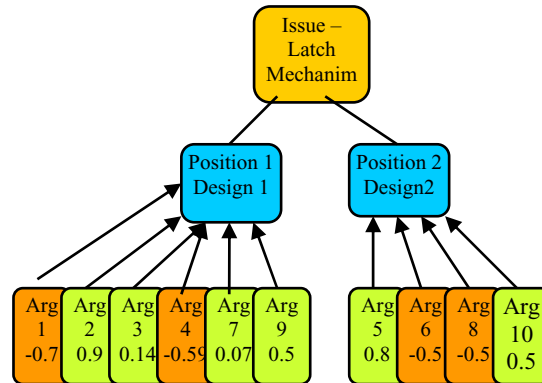 Issue –
Latch
Mechanim
Position 1
Design 1
Position 2
Design2
Arg
1
-0.7
Arg
2
0.9
Arg
3
0.14
Arg
4
-0.59
Arg
7
0.07
Arg
9
0.5
Arg
5
0.8
Arg
6
-0.5
Arg
8
-0.5
Arg
10
0.5